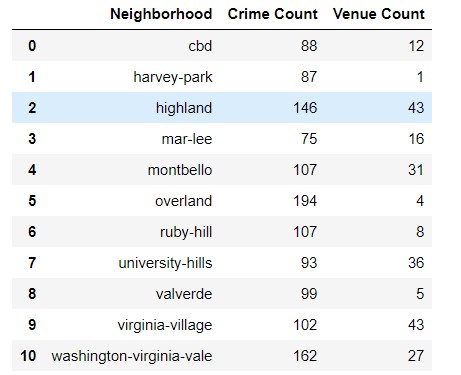 Neighborhood Crime Count Venue Count
0 cbd 88 12
1 harvey-park 87 1
2 highland 146 43
3 mar-lee 75 16
4 montbello 107 31
5 overland 194 4
6 ruby-hill 107 8
7 university-hills 93 36
8 valverde 99 5
9 virginia-village 102 43
10 washington-virginia-vale 162 27